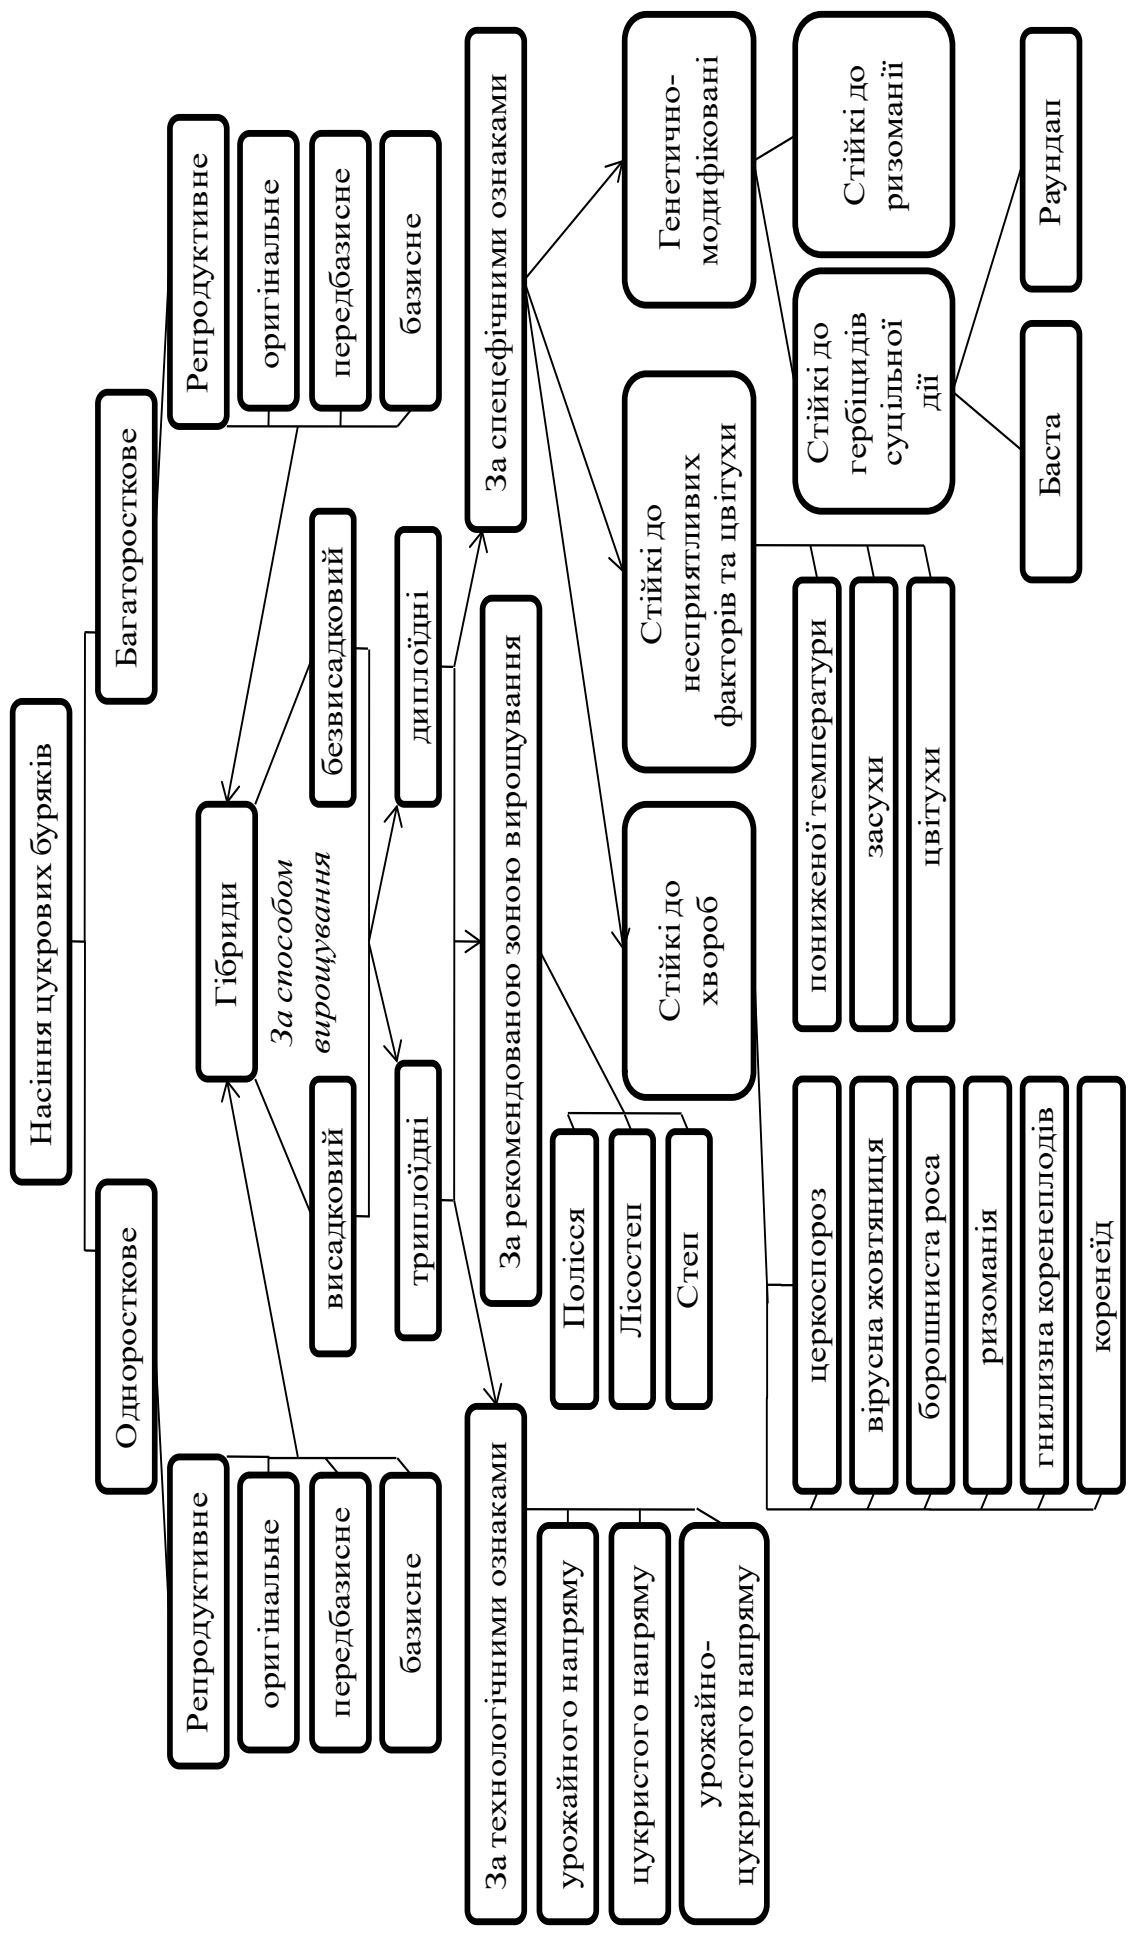 Насіння цукрових буряків
Одноросткове
Багаторосткове
Репродуктивне
оригінальне
передбазисне
базисне
Гібриди
За способом
вирощування
Репродуктивне
оригінальне
передбазисне
базисне
висадковий
безвисадковий
триплоїдні
диплоїдні
За технологічними ознаками
урожайного напряму
цукристого напряму
урожайно-
цукристого напряму
За рекомендованою зоною вирощування
Полісся
Лісостеп
Степ
За спецефічними ознаками
Стійкі до
хвороб
церкоспороз
вірусна жовтяниця
борошниста роса
ризоманія
гнилизна коренеплодів
коренеїд
Стійкі до
несприятливих
факторів та цвітухи
пониженої температури
засухи
цвітухи
Генетично-
модифіковані
Стійкі до
гербіцидів
суцільної
дії
Стійкі до
ризоманії
Баста
Раундап